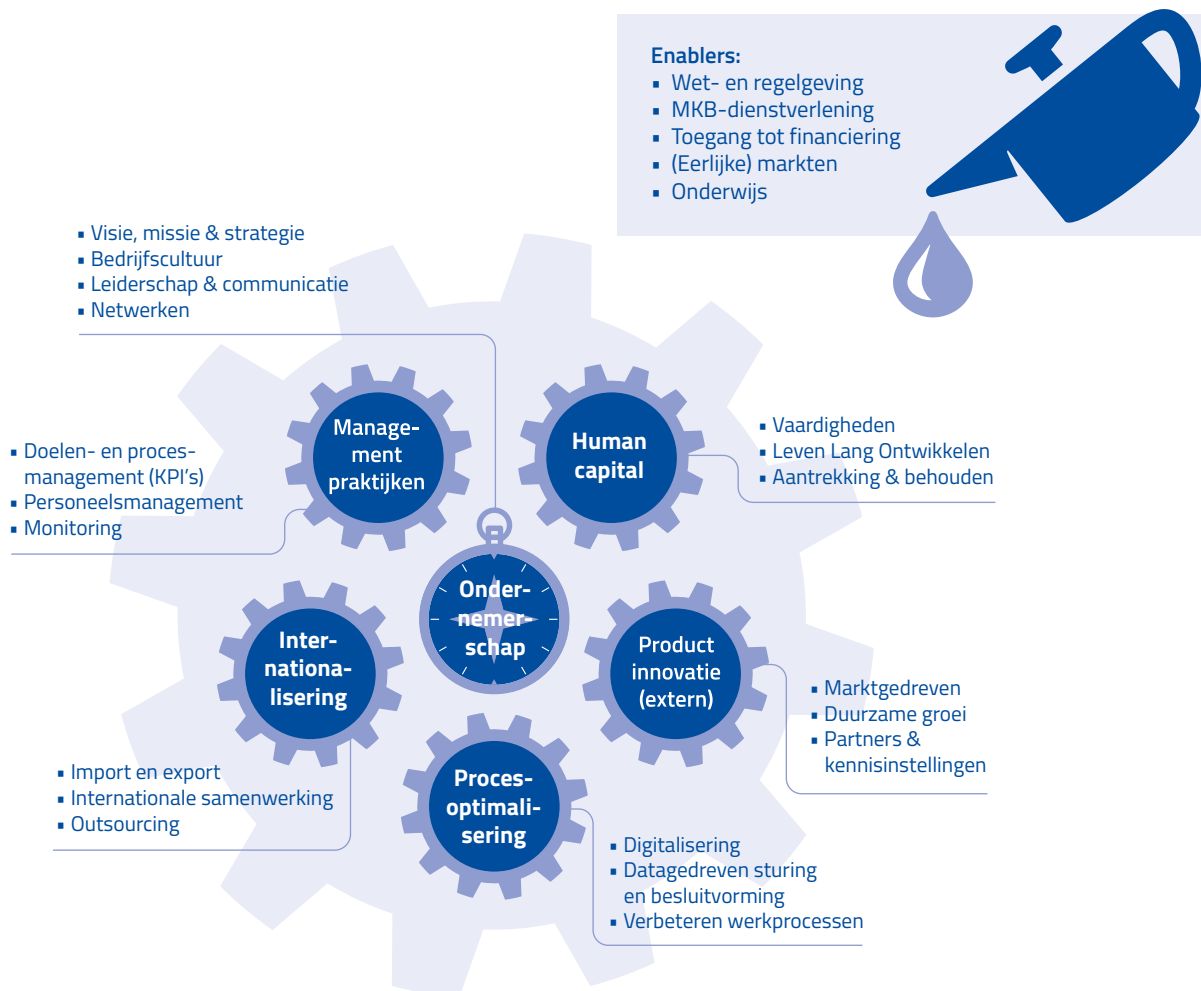 Enablers:
▪ Wet- en regelgeving
▪ MKB-dienstverlening
▪ Toegang tot financiering
▪ (Eerlijke) markten
▪ Onderwijs
▪ Visie, missie & strategie
▪ Bedrijfscultuur
▪ Leiderschap & communicatie
▪ Netwerken
Manage-
ment
praktijken
Human
capital
▪ Doelen- en proces-
management (KPI's)
▪ Personeelsmanagement
▪ Monitoring
▪ Vaardigheden
▪ Leven Lang Ontwikkelen
▪ Aantrekking & behouden
Onder-
nemer-
schap
Inter-
nationa-
lisering
Product
innovatie
(extern)
▪ Marktgedreven
▪ Duurzame groei
▪ Partners &
kennisinstellingen
▪ Import en export
▪ Internationale samenwerking
▪ Outsourcing
Proces-
optimali-
sering
▪ Digitalisering
▪ Datagedreven sturing
en besluitvorming
▪ Verbeteren werkprocessen